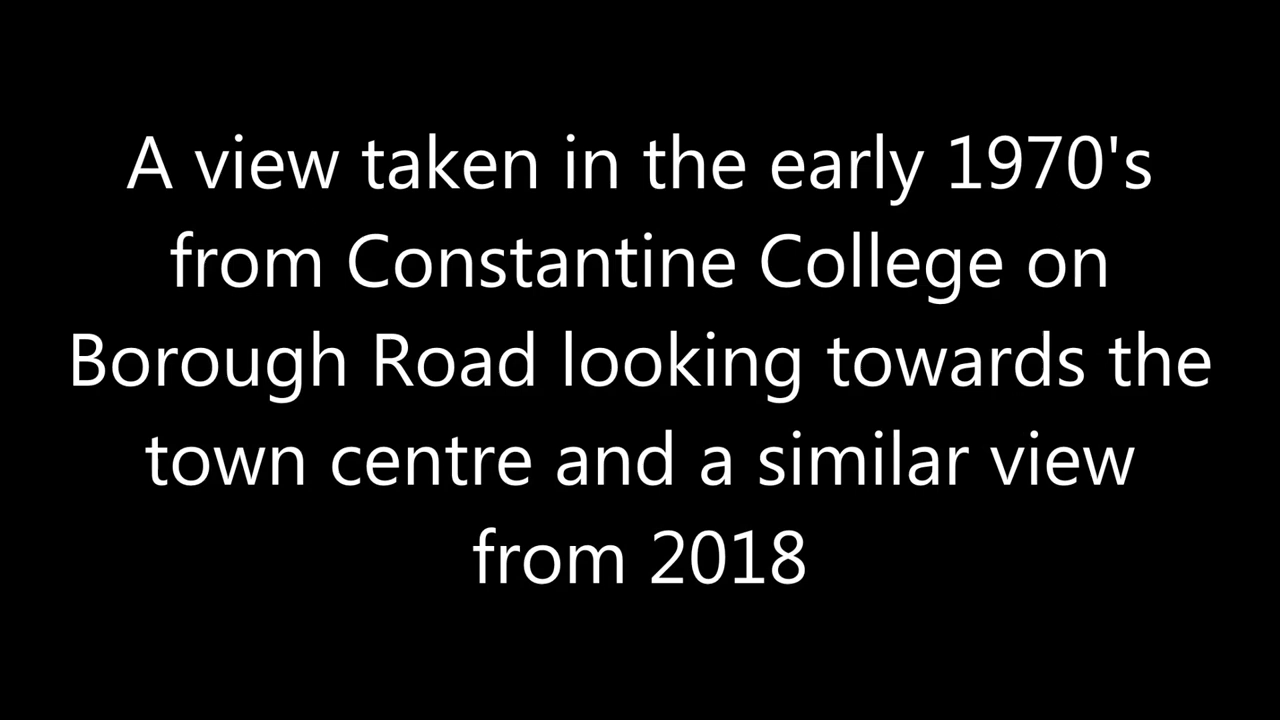 A view taken in the early 1970's
from Constantine College on
Borough Road looking towards the
town centre and a similar view
from 2018